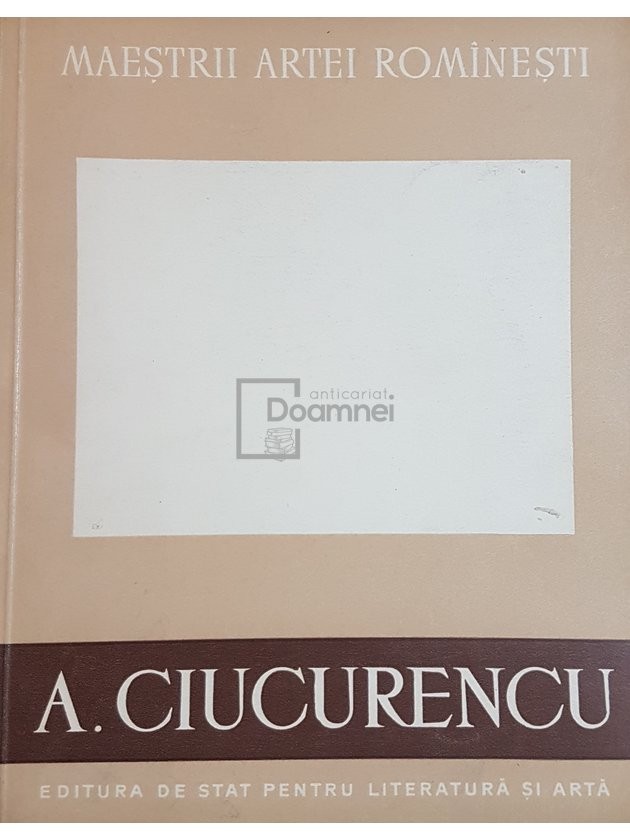 MAEȘTRII ARTEI ROMÎNEȘTI
anticariat
Doamnei
A. CIUCURENCU
EDITURA DE STAT PENTRU LITERATURĂ ȘI ARTĂ